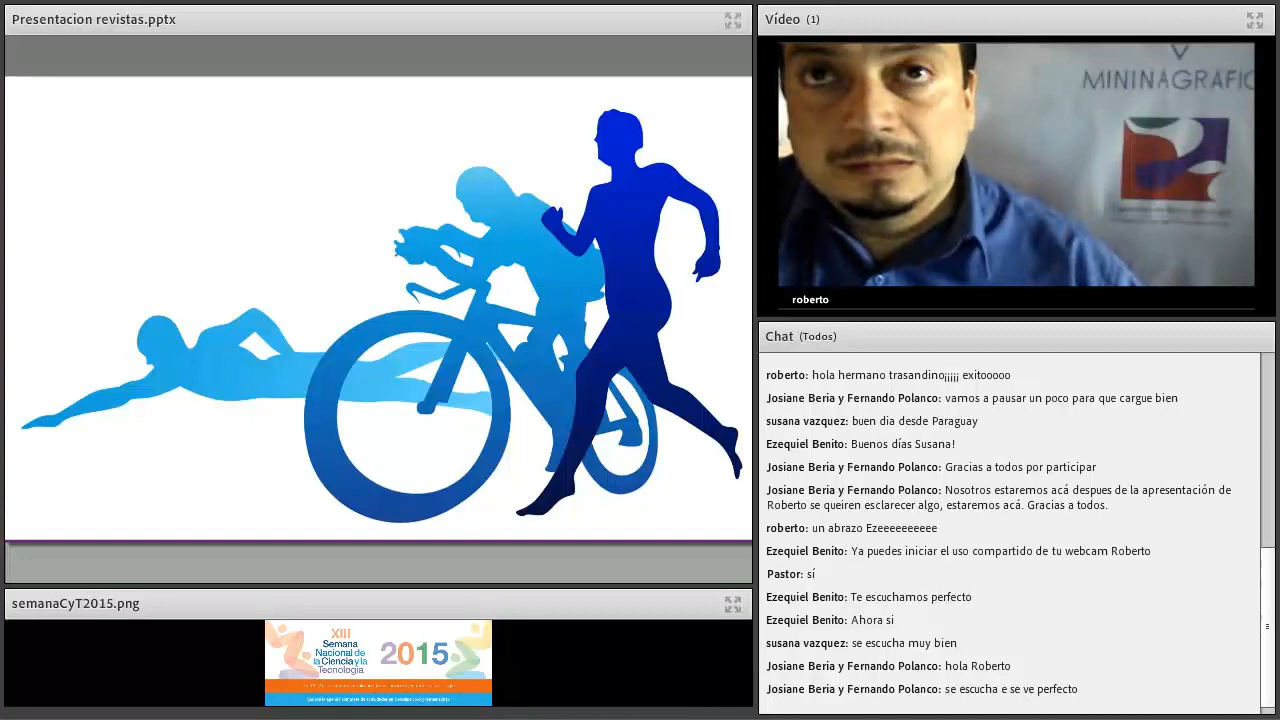 Presentacion revistas.pptx
Vídeo (1)
MININAGRAFIC
roberto
Chat (Todos)
roberto: hola hermano trasandino¡¡¡¡¡ exitooooo
Josiane Beria y Fernando Polanco: vamos a pausar un poco para que cargue bien
susana vazquez: buen dia desde Paraguay
Ezequiel Benito: Buenos días Susana!
Josiane Beria y Fernando Polanco: Gracias a todos por participar
Josiane Beria y Fernando Polanco: Nosotros estaremos acá despues de la apresentación de
Roberto se queiren esclarecer algo, estaremos acá. Gracias a todos.
roberto: un abrazo Ezeeeeeeeeee
Ezequiel Benito: Ya puedes iniciar el uso compartido de tu webcam Roberto
Pastor: sí
Ezequiel Benito: Te escuchamos perfecto
Ezequiel Benito: Ahora si
susana vazquez: se escucha muy bien
Josiane Beria y Fernando Polanco: hola Roberto
Josiane Beria y Fernando Polanco: se escucha e se ve perfecto
semanaCyT2015.png
XIII
Semana
Nacional de
la Ciencia y la
Tecnología
2015